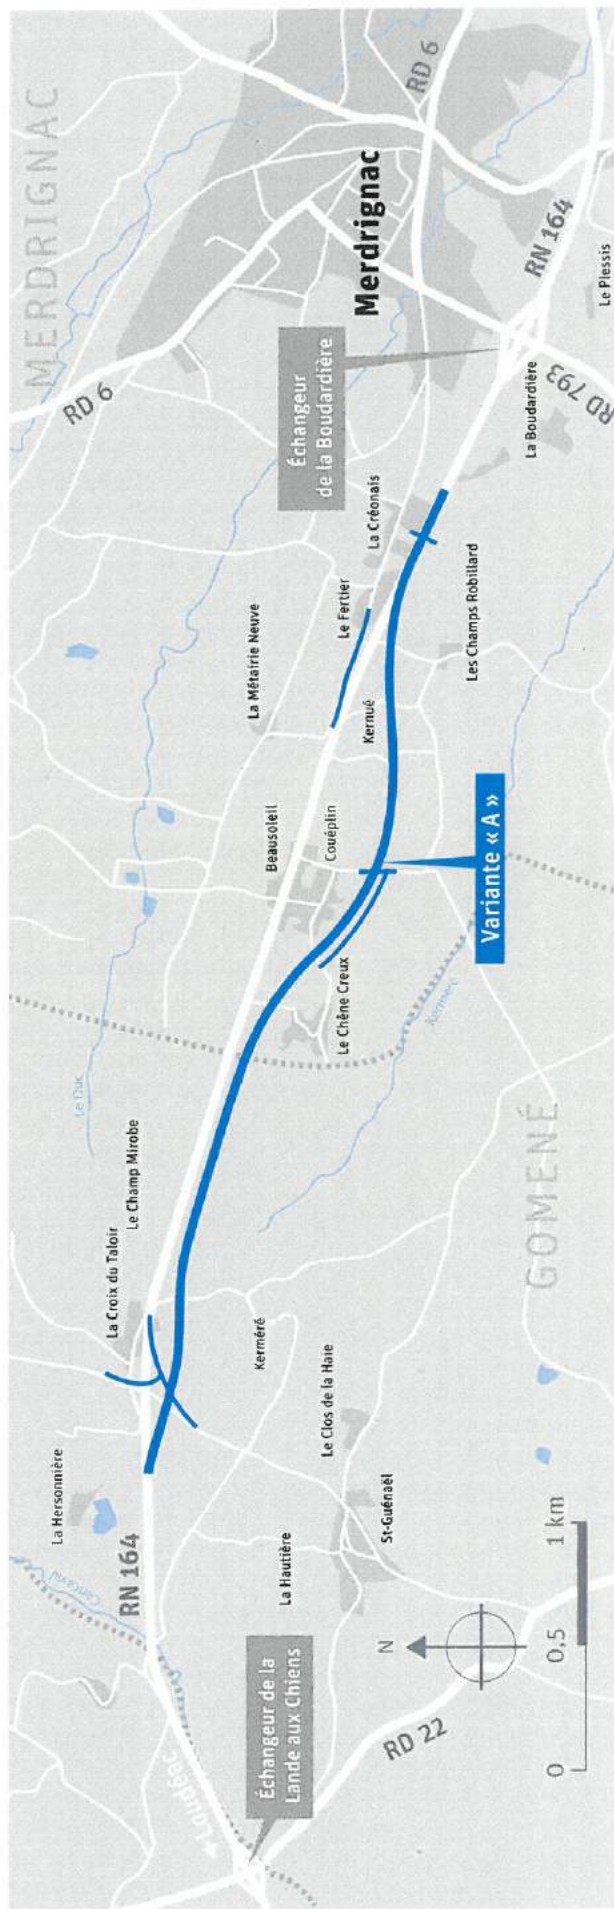 MERDRIGNAC
RD 6
RD 6
Merdrignac
Échangeur
de la Boudardière
RN 164
Le Plessis
RD 793
La Boudardière
La Créonais
Le Fertier
Les Champs Robillard
La Métairie Neuve
Kernué
Beausoleil
Couéplin
Variante « A »
Le Chêne Creux
Kerméré
Le Duc
Le Champ Mirobe
La Croix du Taloir
GOMENÉ
Kerméré
Le Clos de la Haie
La Hersonnière
St-Guénaël
La Hautière
RN 164
Cancaval
N
Échangeur de la
Lande aux Chiens
RD 22
Loudéac
0
0,5
1 km